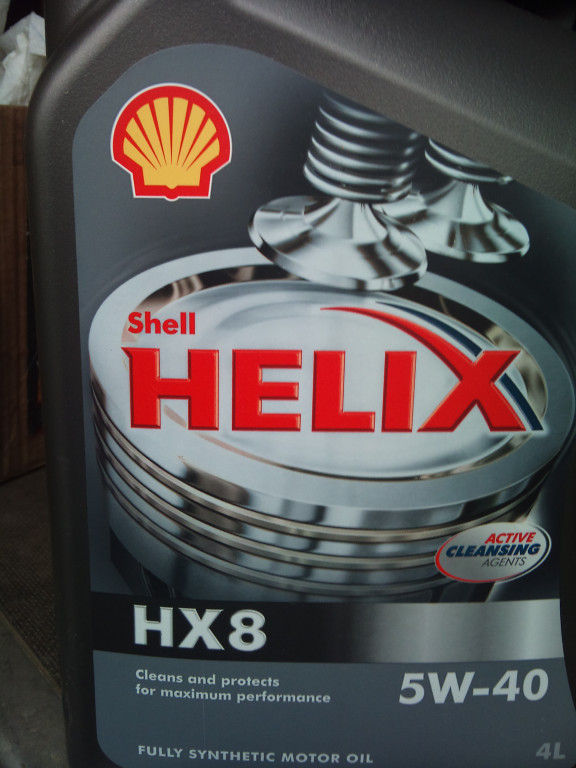 Shell
HELIX
ACTIVE
CLEANSING
AGENTS
HX8
Cleans and protects
for maximum performance
5W-40
FULLY SYNTHETIC MOTOR OIL
4L